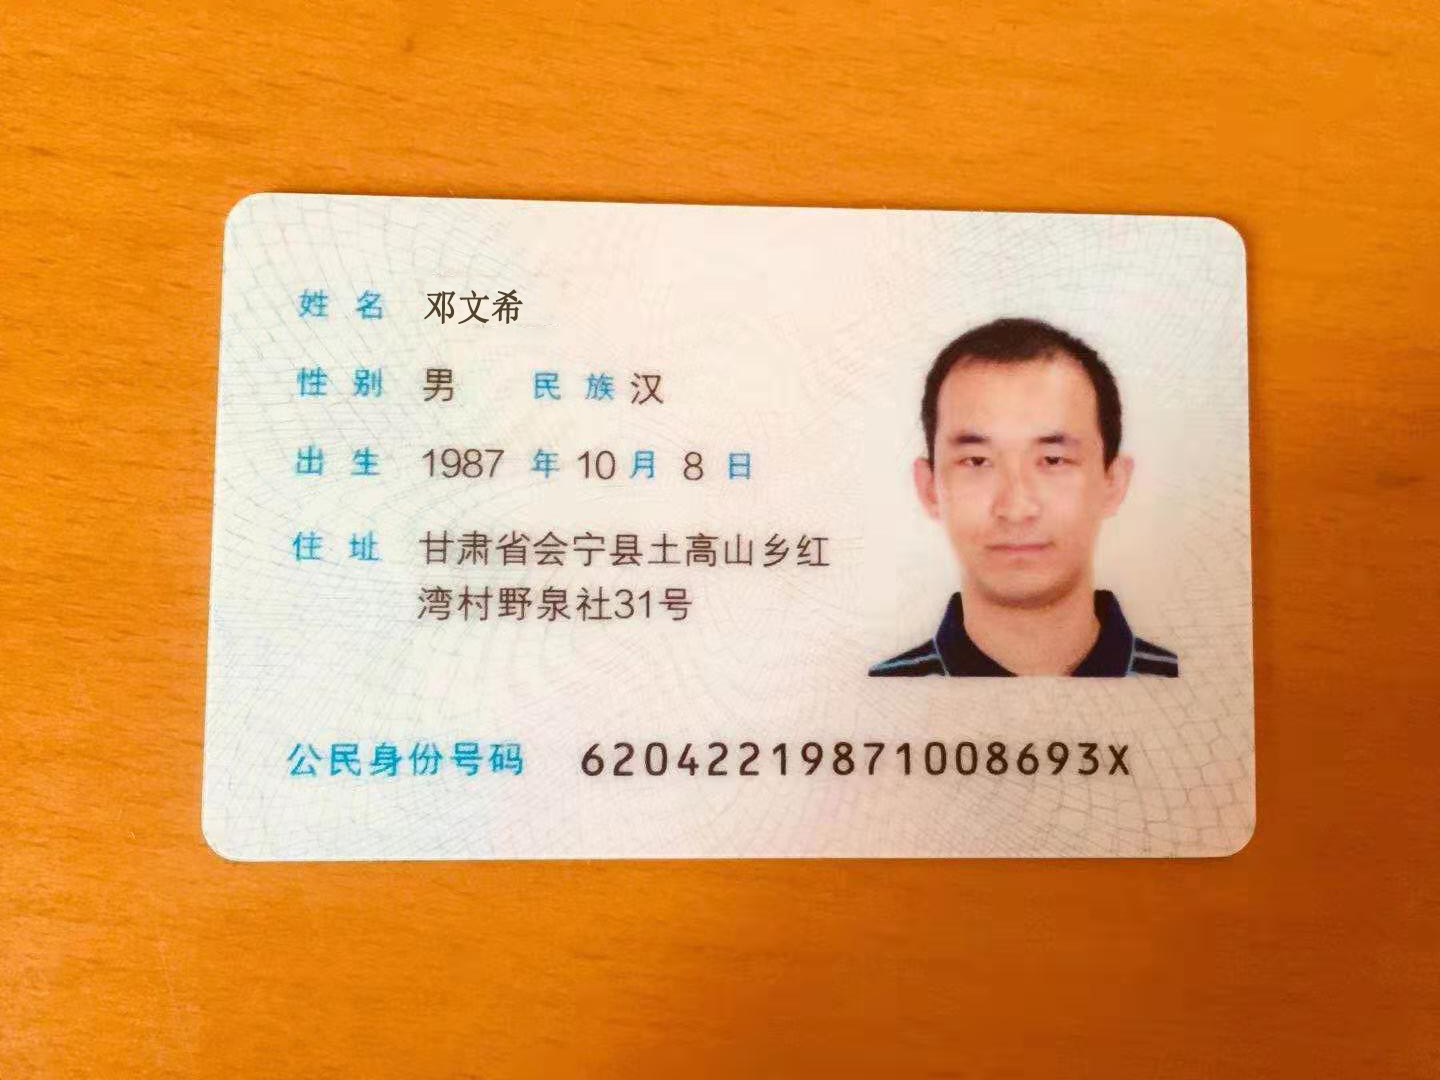 姓名 邓文希
性别 男 民族 汉
出生 1987 年 10 月 8 日
住址 甘肃省会宁县土高山乡红
湾村野泉社31号
公民身份号码 62042219871008693X